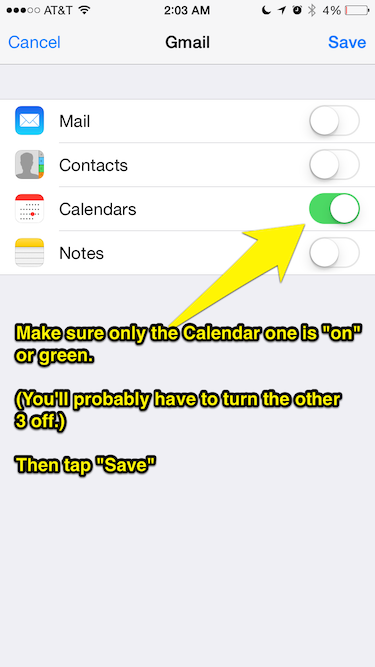 AT&T 2:03 AM 4%
Cancel Gmail Save
Mail
Contacts
Calendars
Notes
Make sure only the Calendar one is "on"
or green.
(You'll probably have to turn the other
3 off.)
Then tap "Save"